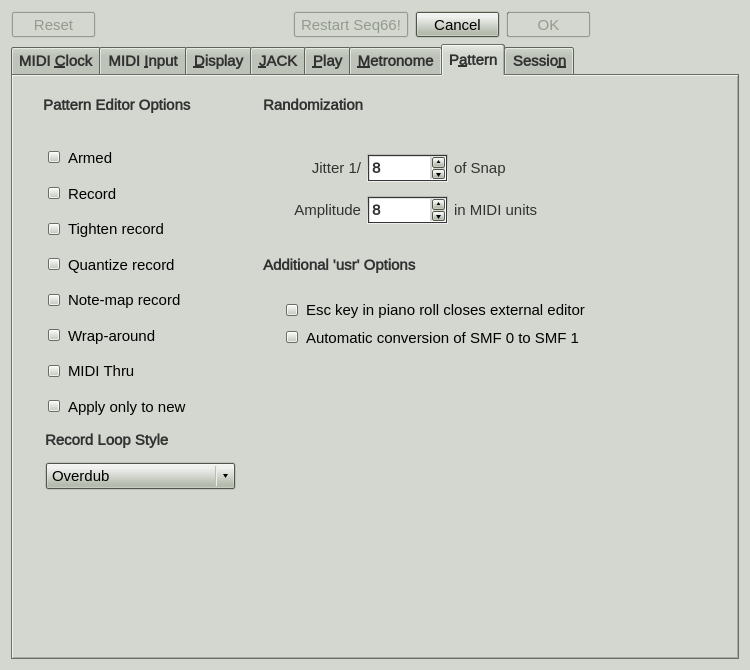 Reset
Restart Seq66!
Cancel
OK
MIDI Clock
MIDI Input
Display
JACK
Play
Metronome
Pattern
Session
Pattern Editor Options
Armed
Record
Tighten record
Quantize record
Note-map record
Wrap-around
MIDI Thru
Apply only to new
Record Loop Style
Overdub
Randomization
Jitter 1/ 8 of Snap
Amplitude 8 in MIDI units
Additional 'usr' Options
Esc key in piano roll closes external editor
Automatic conversion of SMF 0 to SMF 1